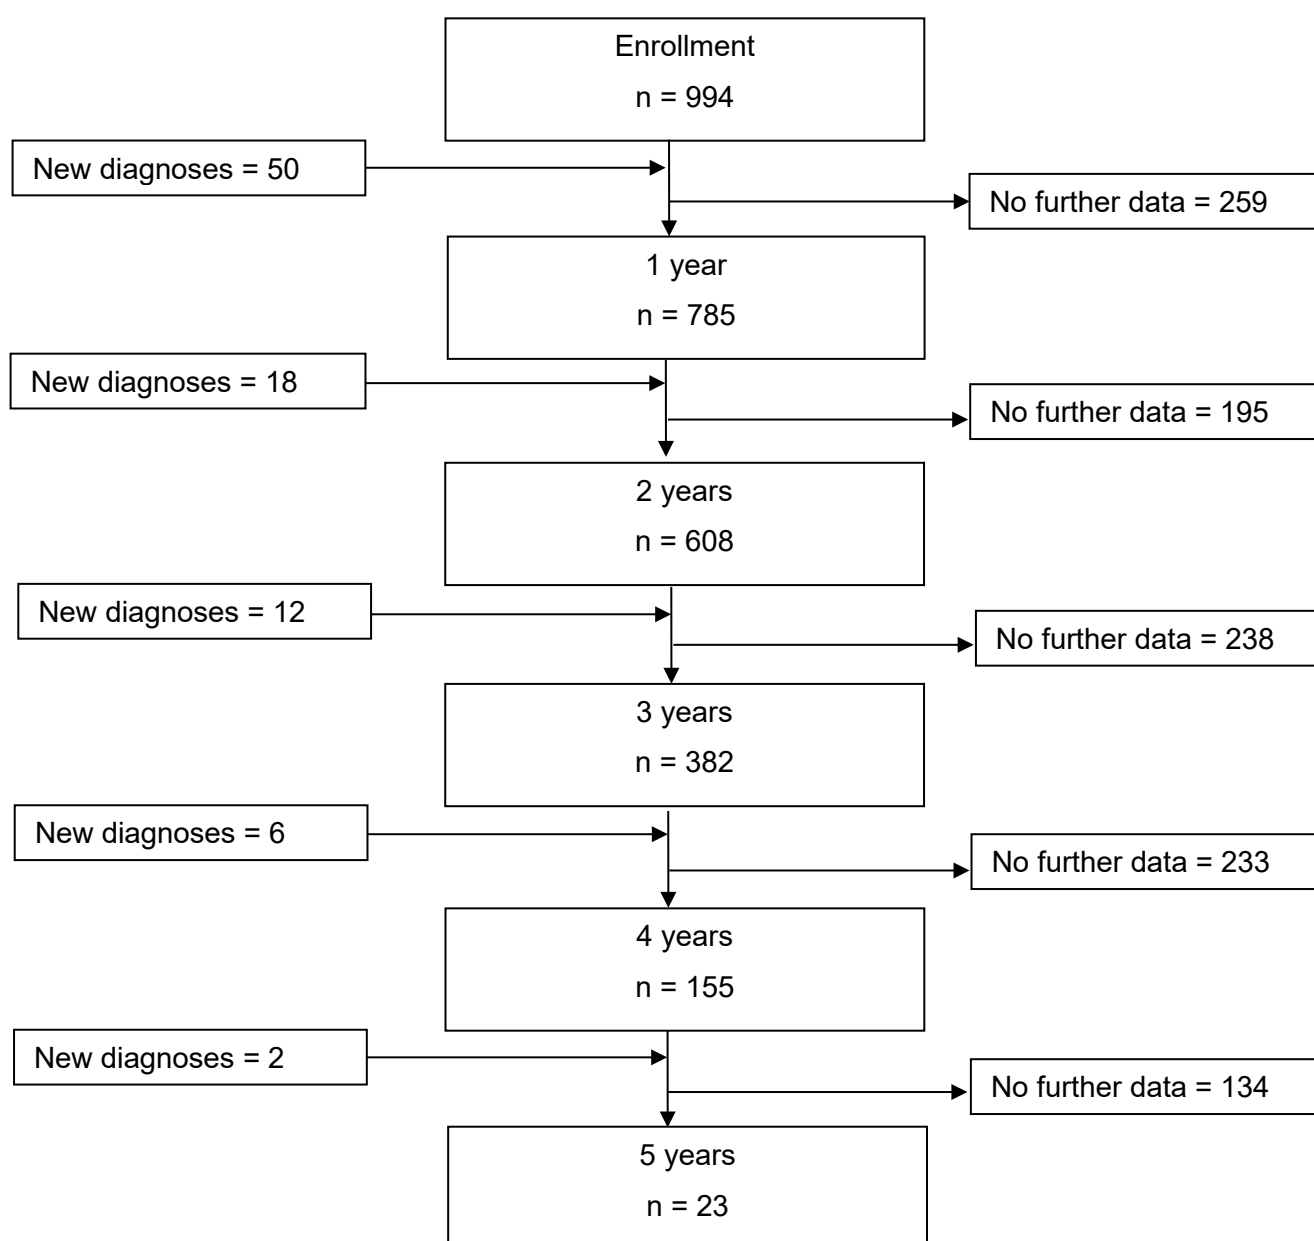 Enrollment
n = 994
New diagnoses = 50
No further data = 259
1 year
n = 785
New diagnoses = 18
No further data = 195
2 years
n = 608
New diagnoses = 12
No further data = 238
3 years
n = 382
New diagnoses = 6
No further data = 233
4 years
n = 155
New diagnoses = 2
No further data = 134
5 years
n = 23